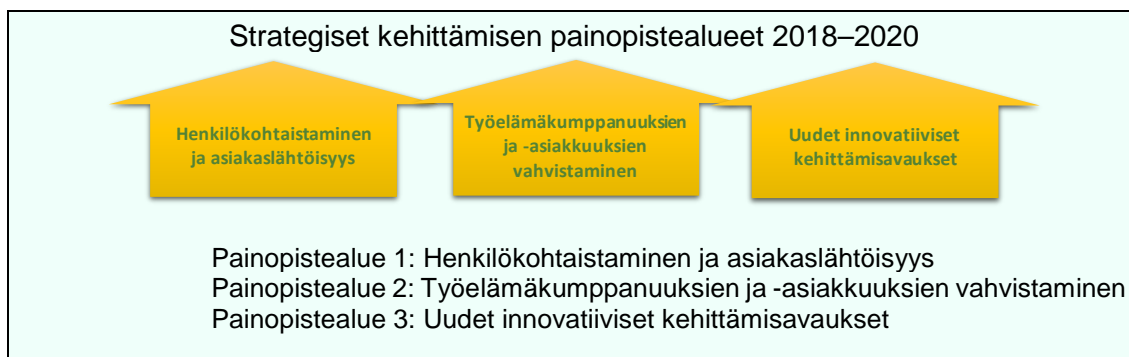 Strategiset kehittämisen painopistealueet 2018–2020
Henkilökohtaistaminen
ja asiakaslähtöisyys
Työelämäkumppanuuksien
ja -asiakkuuksien
vahvistaminen
Uudet innovatiiviset
kehittämisavaukset
Painopistealue 1: Henkilökohtaistaminen ja asiakaslähtöisyys
Painopistealue 2: Työelämäkumppanuuksien ja -asiakkuuksien vahvistaminen
Painopistealue 3: Uudet innovatiiviset kehittämisavaukset